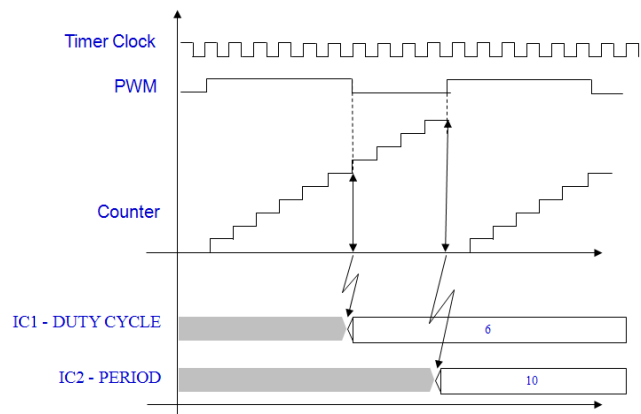 Timer Clock
PWM
Counter
IC1 - DUTY CYCLE
6
IC2 - PERIOD
10